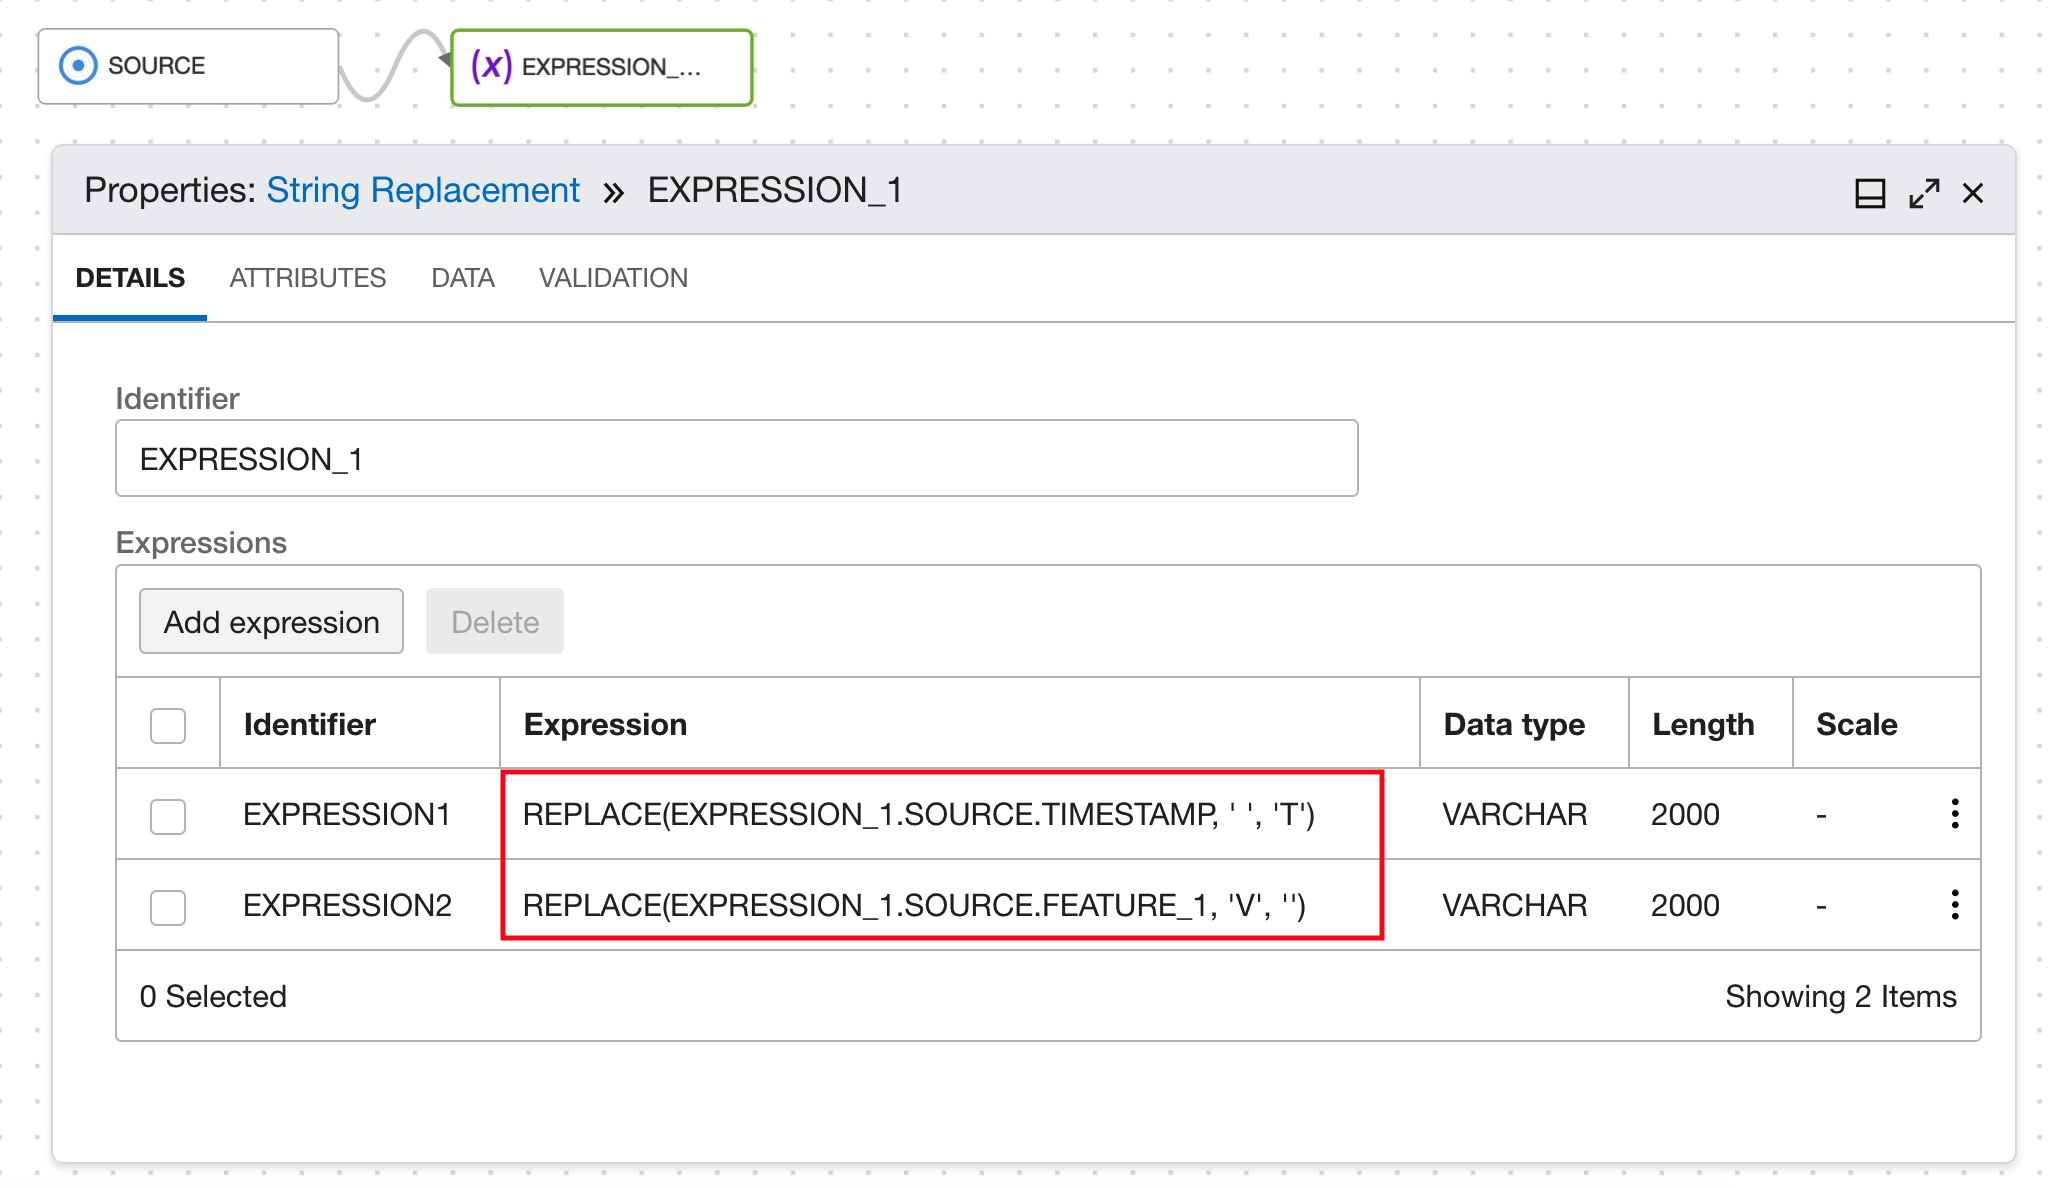 SOURCE
(x) EXPRESSION_...
Properties: String Replacement » EXPRESSION_1
DETAILS ATTRIBUTES DATA VALIDATION
Identifier
EXPRESSION_1
Expressions
Add expression Delete
Identifier Expression Data type Length Scale
EXPRESSION1 REPLACE(EXPRESSION_1.SOURCE.TIMESTAMP, ' ', 'T') VARCHAR 2000 -
EXPRESSION2 REPLACE(EXPRESSION_1.SOURCE.FEATURE_1, 'V', '') VARCHAR 2000 -
0 Selected Showing 2 Items